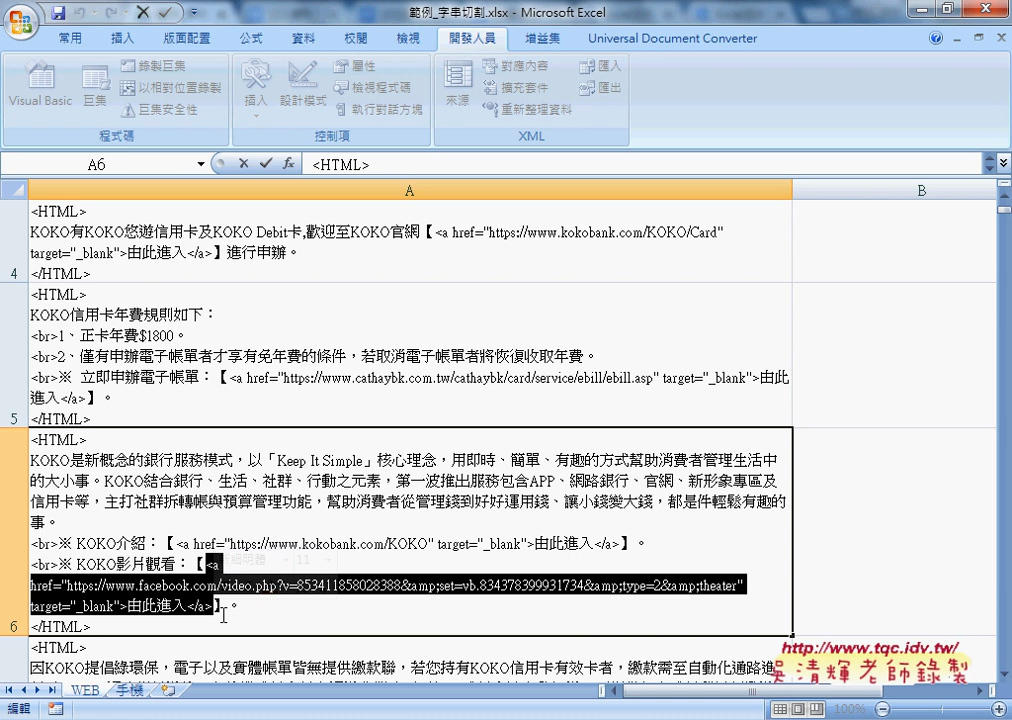 範例_字串切割.xlsx - Microsoft Excel
常用 插入 版面配置 公式 資料 校閱 檢視 開發人員 增益集 Universal Document Converter
Visual Basic 巨集 錄製巨集 以相對位置錄製 巨集安全性 程式碼
插入 設計模式 屬性 檢視程式碼 執行對話方塊 控制項
來源 對應內容 擴充套件 重新整理資料 匯入 匯出 XML
A6 fx <HTML>
A B
<HTML>
KOKO有KOKO您遊信用卡及KOKO Debit卡,歡迎至KOKO官網【<a href="https://www.kokobank.com/KOKO/Card"
target="_blank">由此進入</a>】進行申辦。
4 </HTML>
<HTML>
KOKO信用卡年費規則如下：
<br>1、正卡年費$1800。
<br>2、僅有申辦電子帳單者才享有免年費的條件，若取消電子帳單者將恢復收取年費。
<br>※ 立即申辦電子帳單：【<a href="https://www.cathaybk.com.tw/cathaybk/card/service/ebill/ebill.asp" target="_blank">由此
進入</a>】。
5 </HTML>
<HTML>
KOKO是新概念的銀行服務模式，以「Keep It Simple」核心理念，用即時、簡單、有趣的方式幫助消費者管理生活中
的大小事。KOKO結合銀行、生活、社群、行動之元素，第一波推出服務包含APP、網路銀行、官網、新形象專區及
信用卡等，主打社群拆轉帳與預算管理功能，幫助消費者從管理錢到好好運用錢、讓小錢變大錢，都是件輕鬆有趣的
事。
<br>※ KOKO介紹：【<a href="https://www.kokobank.com/KOKO" target="_blank">由此進入</a>】。
<br>※ KOKO影片觀看：【<a
href="https://www.facebook.com/video.php?v=853411858028388&amp;set=vb.834378399931734&amp;type=2&amp;theater"
target="_blank">由此進入</a>】。
6 </HTML>
<HTML>
因KOKO提倡綠環保，電子以及實體帳單皆無提供繳款聯，若您持有KOKO信用卡有效卡者，繳款需至自動化通路進
http://www.tqc.idv.tw/
吳清輝老師錄製
WEB 手機
編輯 100%